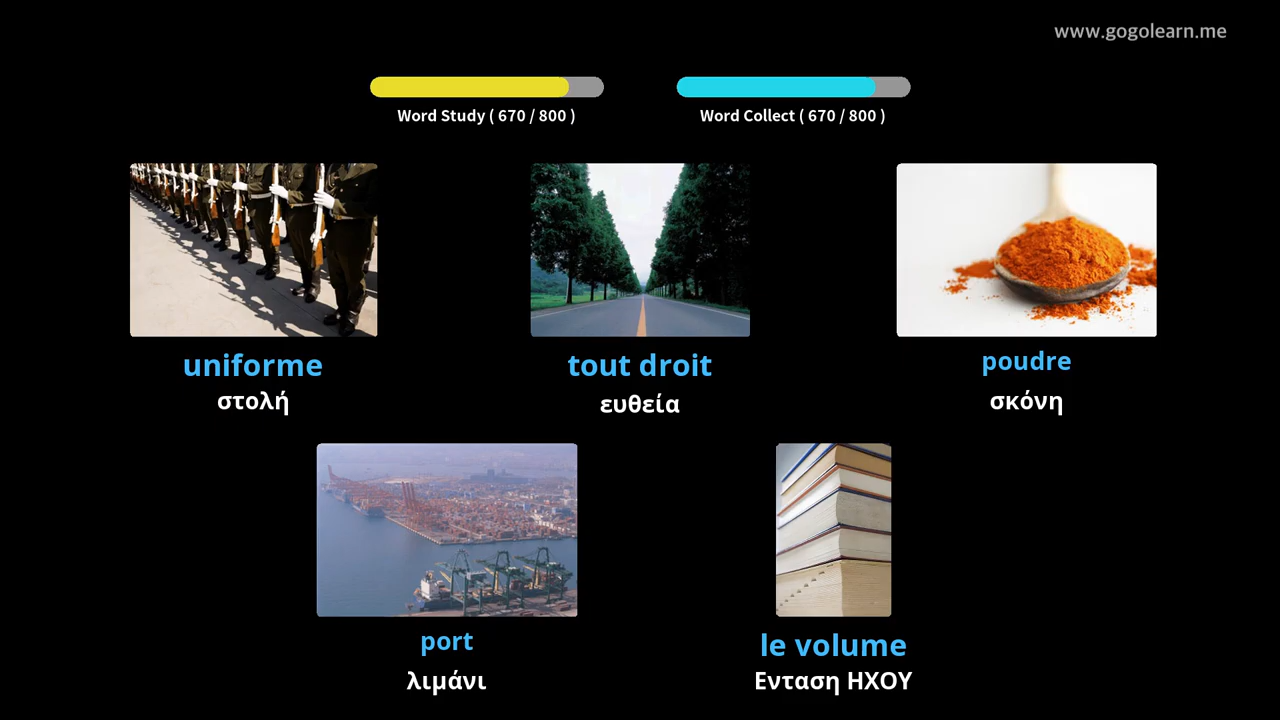 www.gogolearn.me
Word Study ( 670 / 800 )
Word Collect ( 670 / 800 )
uniforme
στολή
tout droit
ευθεία
poudre
σκόνη
port
λιμάνι
le volume
Ενταση ΗΧΟΥ